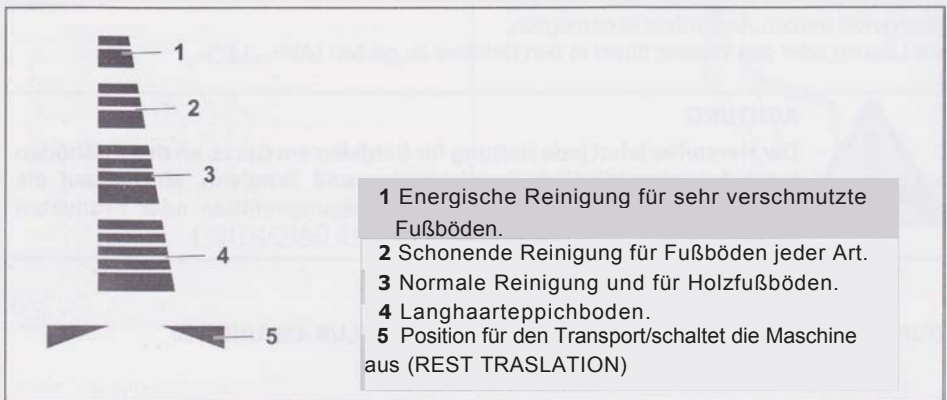 1
2
3
4
5
1 Energische Reinigung für sehr verschmutzte
Fußböden.
2 Schonende Reinigung für Fußböden jeder Art.
3 Normale Reinigung und für Holzfußböden.
4 Langhaarteppichboden.
5 Position für den Transport/schaltet die Maschine
aus (REST TRASLATION)